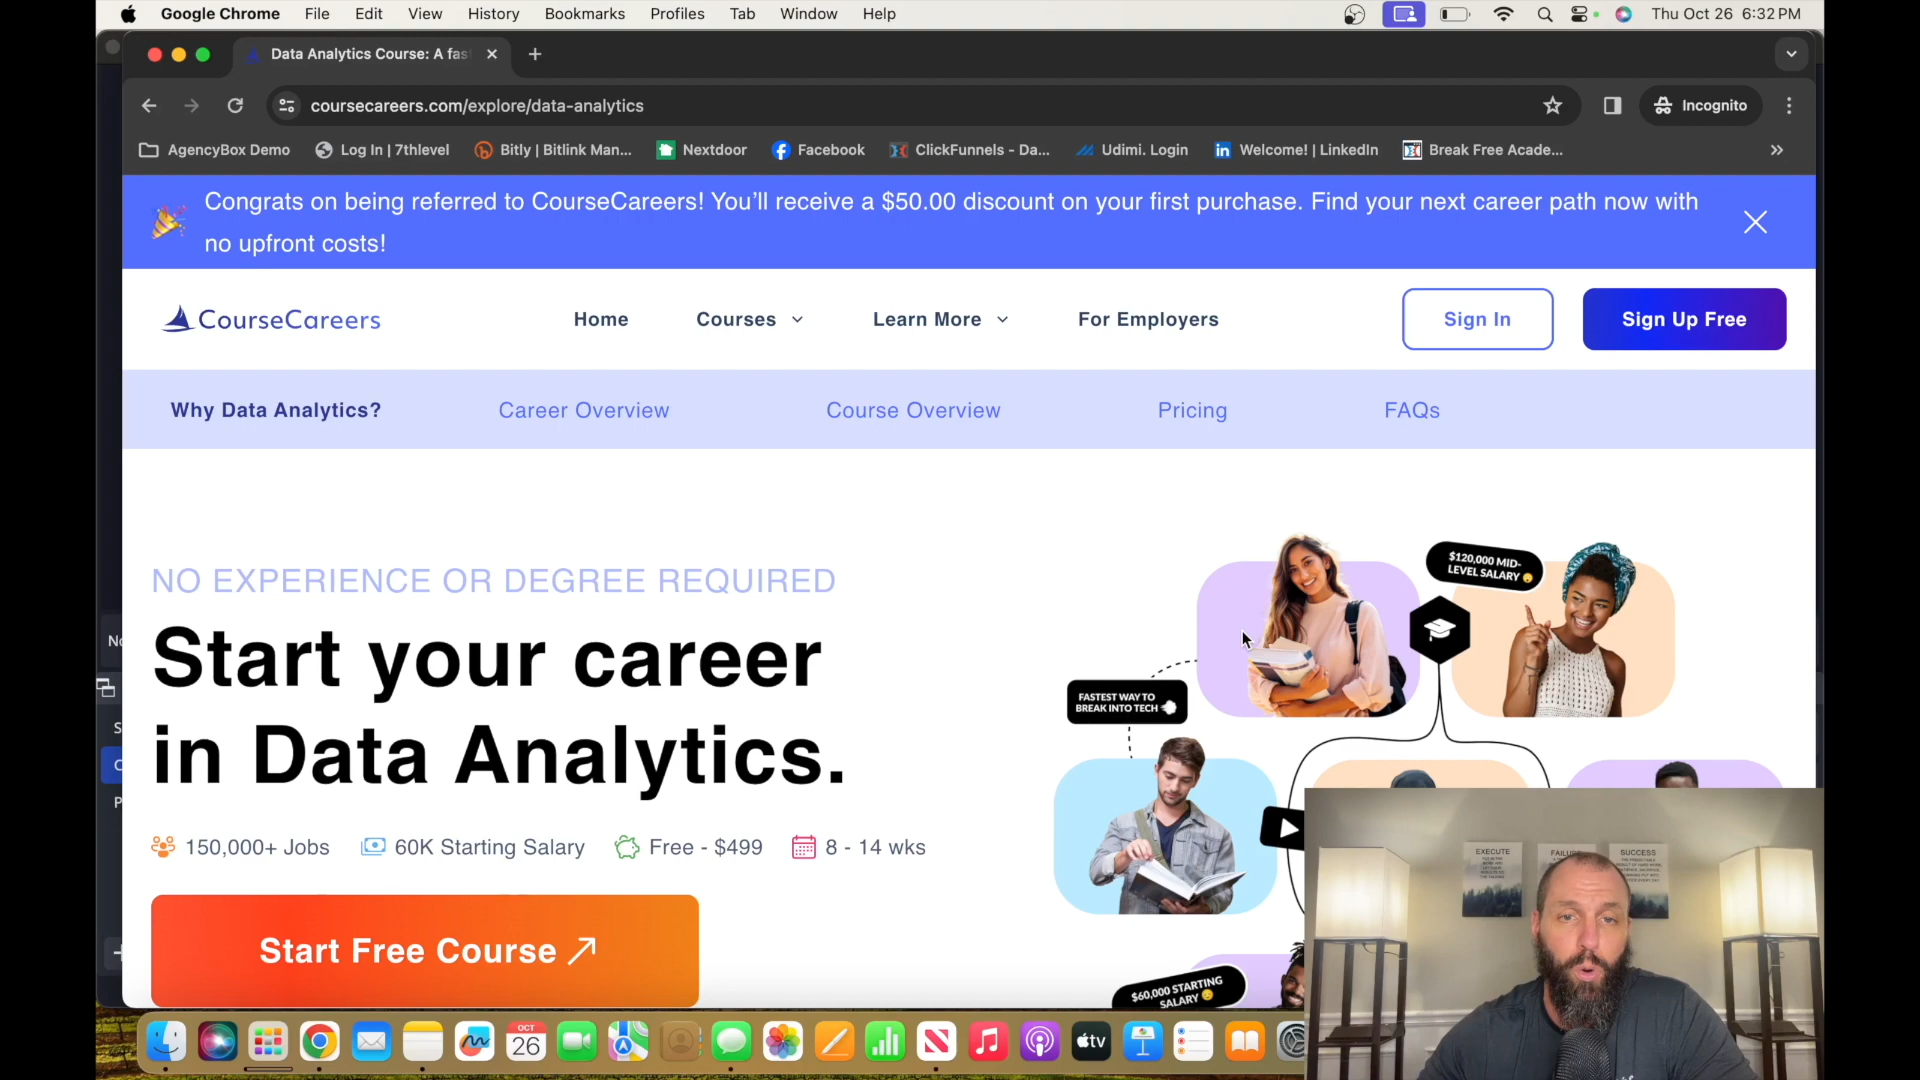 Google Chrome File Edit View History Bookmarks Profiles Tab Window Help Thu Oct 26 6:32 PM
Data Analytics Course: A fas
coursecareers.com/explore/data-analytics Incognito
AgencyBox Demo Log In | 7thlevel Bitly | Bitlink Man... Nextdoor Facebook ClickFunnels - Da... Udimi. Login Welcome! | LinkedIn Break Free Acade...
Congrats on being referred to CourseCareers! You'll receive a $50.00 discount on your first purchase. Find your next career path now with
no upfront costs!
CourseCareers Home Courses Learn More For Employers Sign In Sign Up Free
Why Data Analytics? Career Overview Course Overview Pricing FAQs
NO EXPERIENCE OR DEGREE REQUIRED
Start your career
in Data Analytics.
150,000+ Jobs 60K Starting Salary Free - $499 8 - 14 wks
Start Free Course
$120,000 MID-
LEVEL SALARY
FASTEST WAY TO
BREAK INTO TECH
$60,000 STARTING
SALARY
EXECUTE
SUCCESS
OCT
26
tv